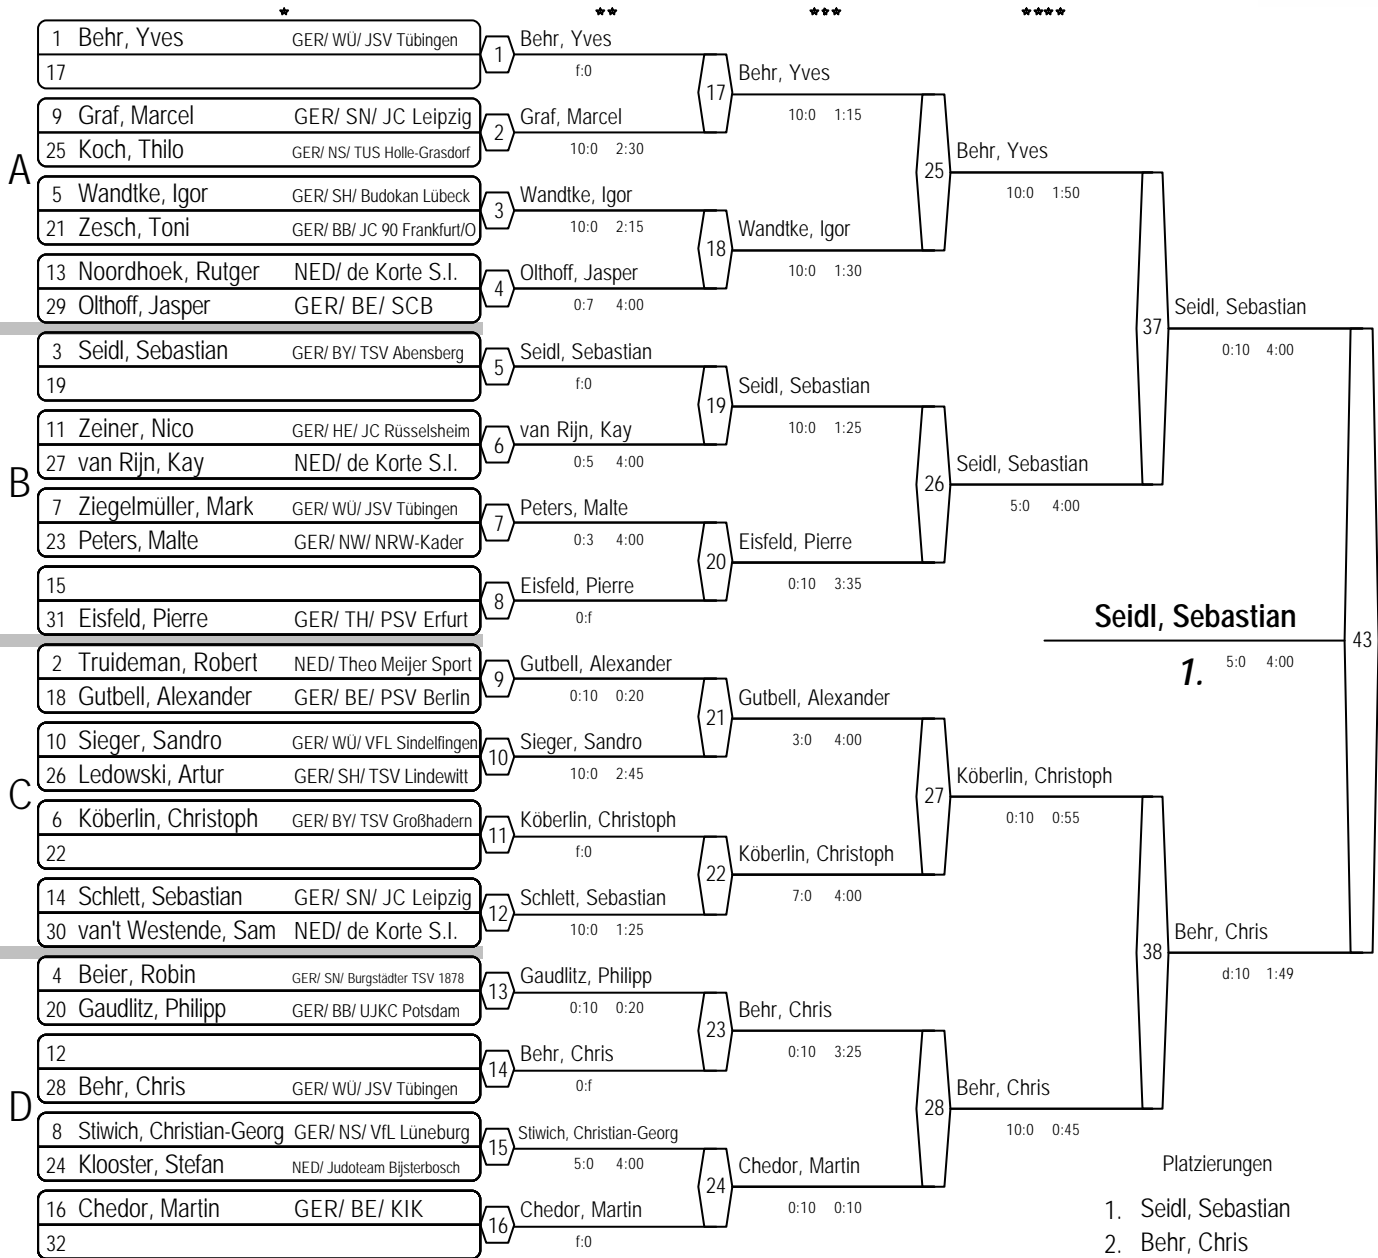 * ** *** ****
A
1 Behr, Yves GER/ WÜ/ JSV Tübingen
17
9 Graf, Marcel GER/ SN/ JC Leipzig
25 Koch, Thilo GER/ NS/ TUS Holle-Grasdorf
5 Wandtke, Igor GER/ SH/ Budokan Lübeck
21 Zesch, Toni GER/ BB/ JC 90 Frankfurt/O
13 Noordhoek, Rutger NED/ de Korte S.I.
29 Olthoff, Jasper GER/ BE/ SCB
B
3 Seidl, Sebastian GER/ BY/ TSV Abensberg
19
11 Zeiner, Nico GER/ HE/ JC Rüsselsheim
27 van Rijn, Kay NED/ de Korte S.I.
7 Ziegelmüller, Mark GER/ WÜ/ JSV Tübingen
23 Peters, Malte GER/ NW/ NRW-Kader
15
31 Eisfeld, Pierre GER/ TH/ PSV Erfurt
C
2 Truideman, Robert NED/ Theo Meijer Sport
18 Gutbell, Alexander GER/ BE/ PSV Berlin
10 Sieger, Sandro GER/ WÜ/ VFL Sindelfingen
26 Ledowski, Artur GER/ SH/ TSV Lindewitt
6 Köberlin, Christoph GER/ BY/ TSV Großhadern
22
14 Schlett, Sebastian GER/ SN/ JC Leipzig
30 van't Westende, Sam NED/ de Korte S.I.
D
4 Beier, Robin GER/ SN/ Burgstädter TSV 1878
20 Gaudlitz, Philipp GER/ BB/ UJKC Potsdam
12
28 Behr, Chris GER/ WÜ/ JSV Tübingen
8 Stiwich, Christian-Georg GER/ NS/ VfL Lüneburg
24 Klooster, Stefan NED/ Judoteam Bijsterbosch
16 Chedor, Martin GER/ BE/ KIK
32
1 Behr, Yves
f:0
2 Graf, Marcel
10:0 2:30
3 Wandtke, Igor
10:0 2:15
4 Olthoff, Jasper
0:7 4:00
5 Seidl, Sebastian
f:0
6 van Rijn, Kay
0:5 4:00
7 Peters, Malte
0:3 4:00
8 Eisfeld, Pierre
0:f
9 Gutbell, Alexander
0:10 0:20
10 Sieger, Sandro
10:0 2:45
11 Köberlin, Christoph
f:0
12 Schlett, Sebastian
10:0 1:25
13 Gaudlitz, Philipp
0:10 0:20
14 Behr, Chris
0:f
15 Stiwich, Christian-Georg
5:0 4:00
16 Chedor, Martin
f:0
17 Behr, Yves
10:0 1:15
18 Wandtke, Igor
10:0 1:30
19 Seidl, Sebastian
10:0 1:25
20 Eisfeld, Pierre
0:10 3:35
21 Gutbell, Alexander
3:0 4:00
22 Köberlin, Christoph
7:0 4:00
23 Behr, Chris
0:10 3:25
24 Chedor, Martin
0:10 0:10
25 Behr, Yves
10:0 1:50
26 Seidl, Sebastian
5:0 4:00
27 Köberlin, Christoph
0:10 0:55
28 Behr, Chris
10:0 0:45
37 Seidl, Sebastian
0:10 4:00
38 Behr, Chris
d:10 1:49
43 Seidl, Sebastian
1. 5:0 4:00
Platzierungen
1. Seidl, Sebastian
2. Behr, Chris